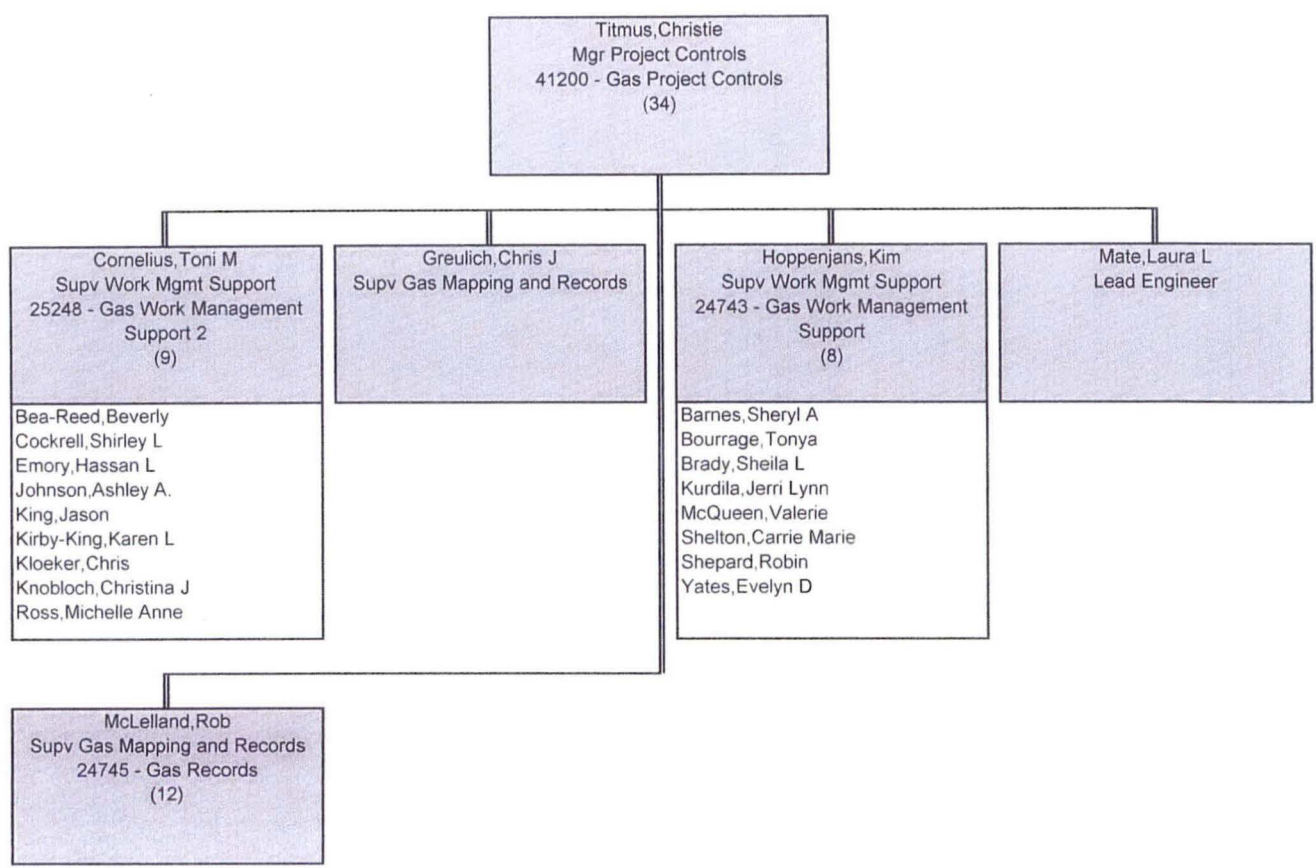 Titmus,Christie
Mgr Project Controls
41200 - Gas Project Controls
(34)
Cornelius,Toni M
Supv Work Mgmt Support
25248 - Gas Work Management
Support 2
(9)
Bea-Reed,Beverly
Cockrell,Shirley L
Emory,Hassan L
Johnson,Ashley A.
King,Jason
Kirby-King,Karen L
Kloeker,Chris
Knobloch,Christina J
Ross,Michelle Anne
Greulich,Chris J
Supv Gas Mapping and Records
Hoppenjans,Kim
Supv Work Mgmt Support
24743 - Gas Work Management
Support
(8)
Barnes,Sheryl A
Bourrage,Tonya
Brady,Sheila L
Kurdila,Jerri Lynn
McQueen,Valerie
Shelton,Carrie Marie
Shepard,Robin
Yates,Evelyn D
Mate,Laura L
Lead Engineer
McLelland,Rob
Supv Gas Mapping and Records
24745 - Gas Records
(12)